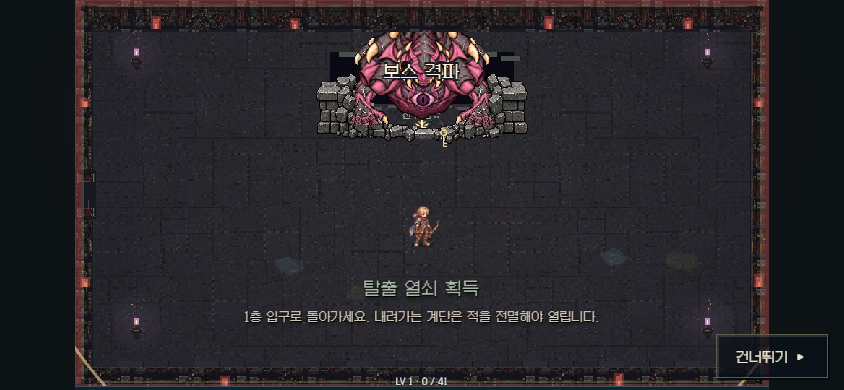 보스 격파
탈출 열쇠 획득
1층 입구로 돌아가세요. 내려가는 계단은 적을 전멸해야 열립니다.
건너뛰기 ▸
LV 1 · 0 / 41